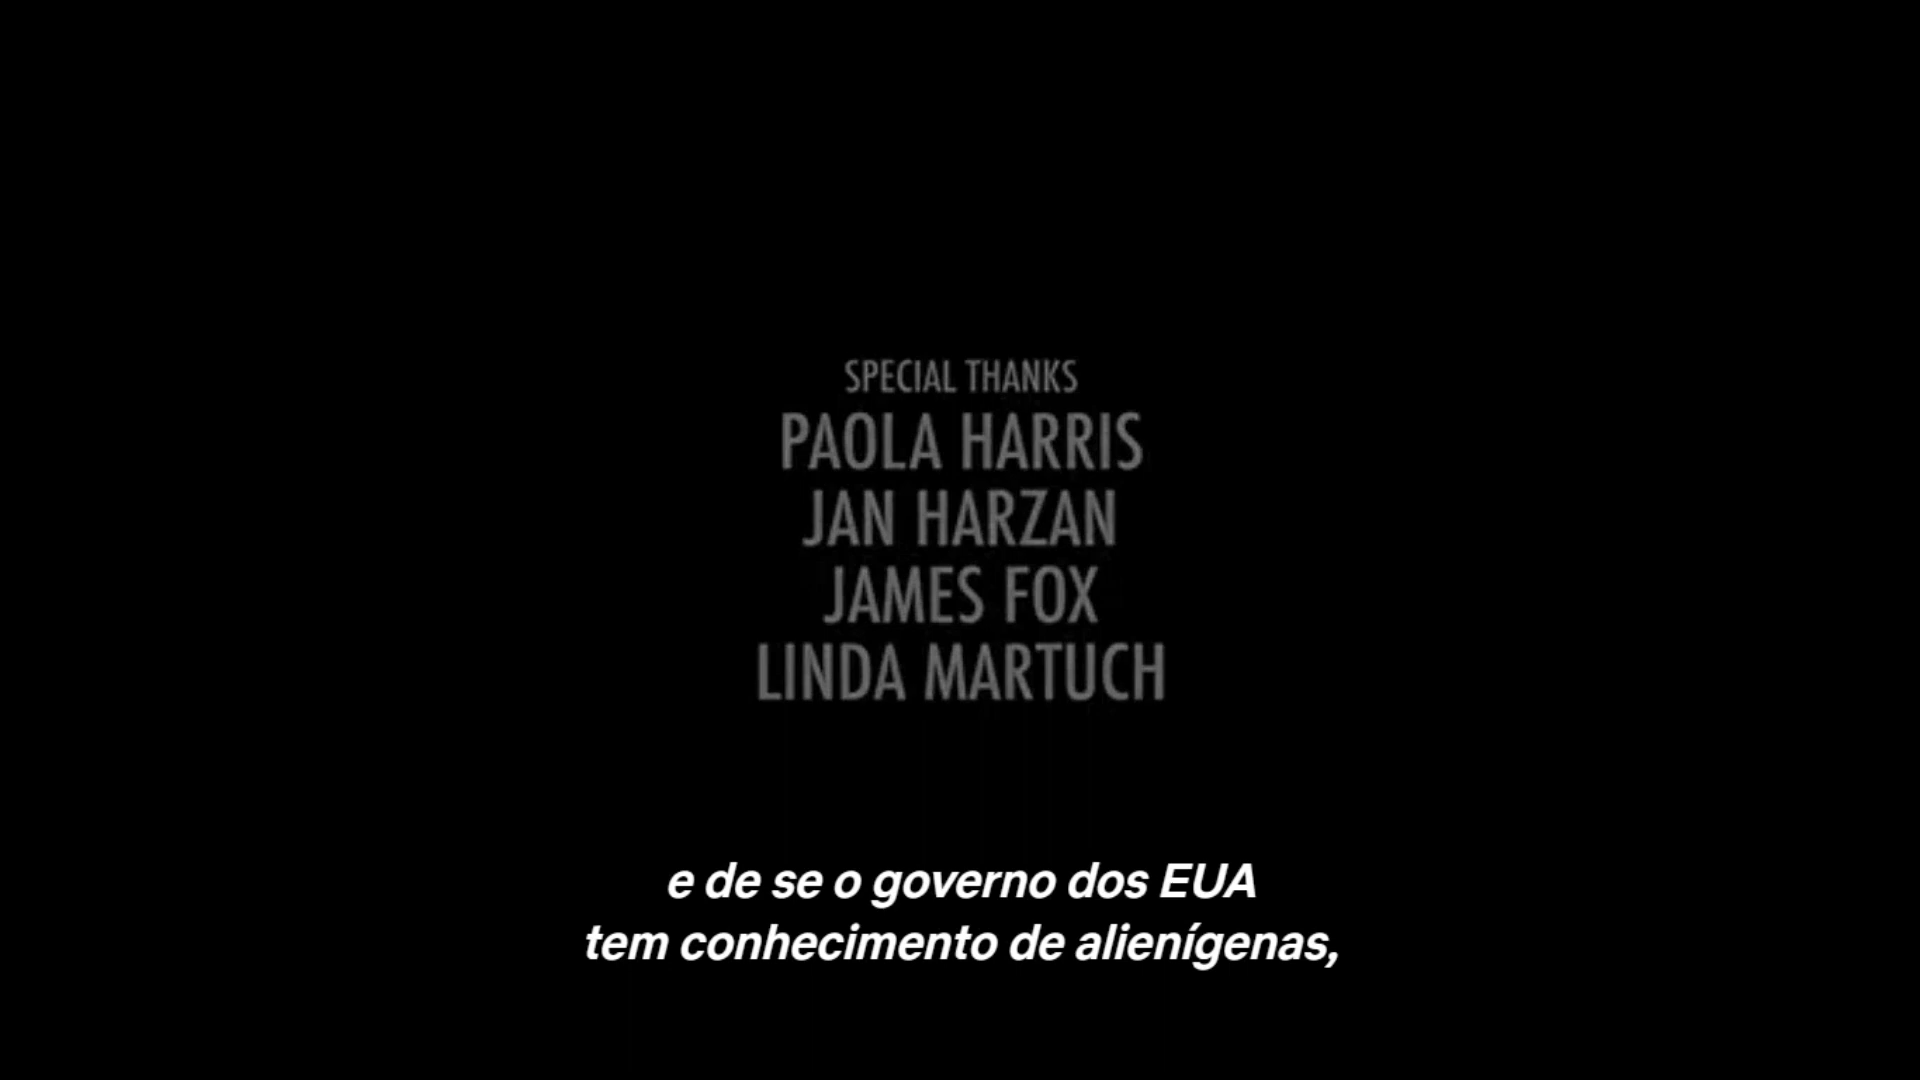 SPECIAL THANKS
PAOLA HARRIS
JAN HARZAN
JAMES FOX
LINDA MARTUCH
e de se o governo dos EUA
tem conhecimento de alienígenas,